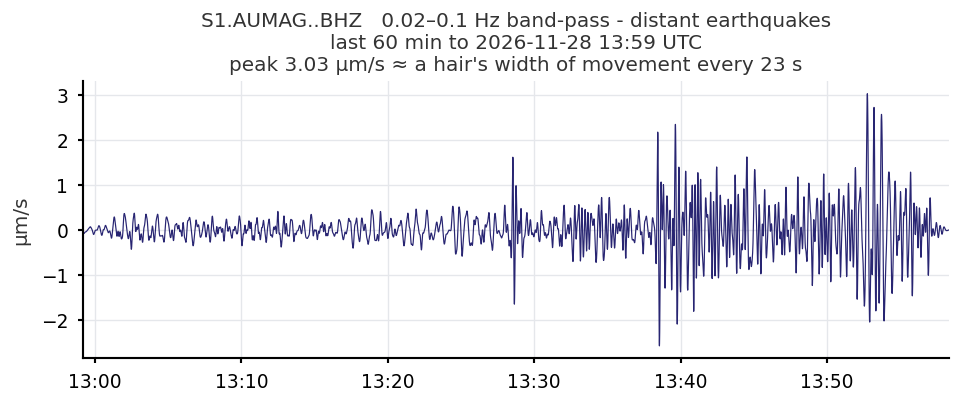 S1.AUMAG..BHZ   0.02–0.1 Hz band-pass - distant earthquakes
last 60 min to 2026-11-28 13:59 UTC
peak 3.03 µm/s ≈ a hair's width of movement every 23 s
3
2
1
0
−1
−2
µm/s
13:00 13:10 13:20 13:30 13:40 13:50